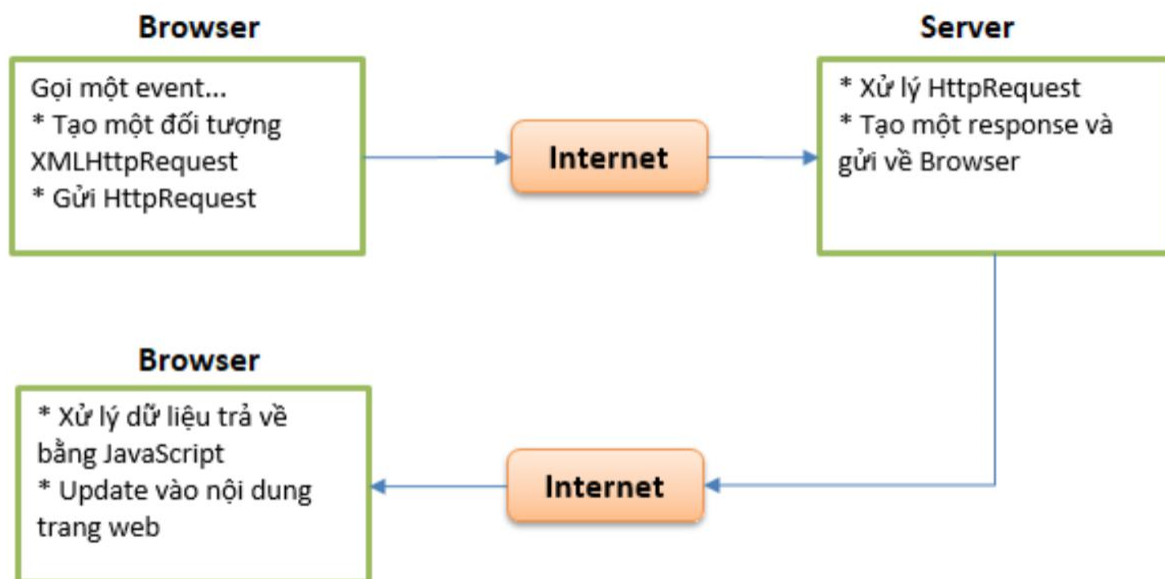 Browser
Gọi một event...
* Tạo một đối tượng
XMLHttpRequest
* Gửi HttpRequest
Internet
Server
* Xử lý HttpRequest
* Tạo một response và
gửi về Browser
Browser
* Xử lý dữ liệu trả về
bằng JavaScript
* Update vào nội dung
trang web
Internet